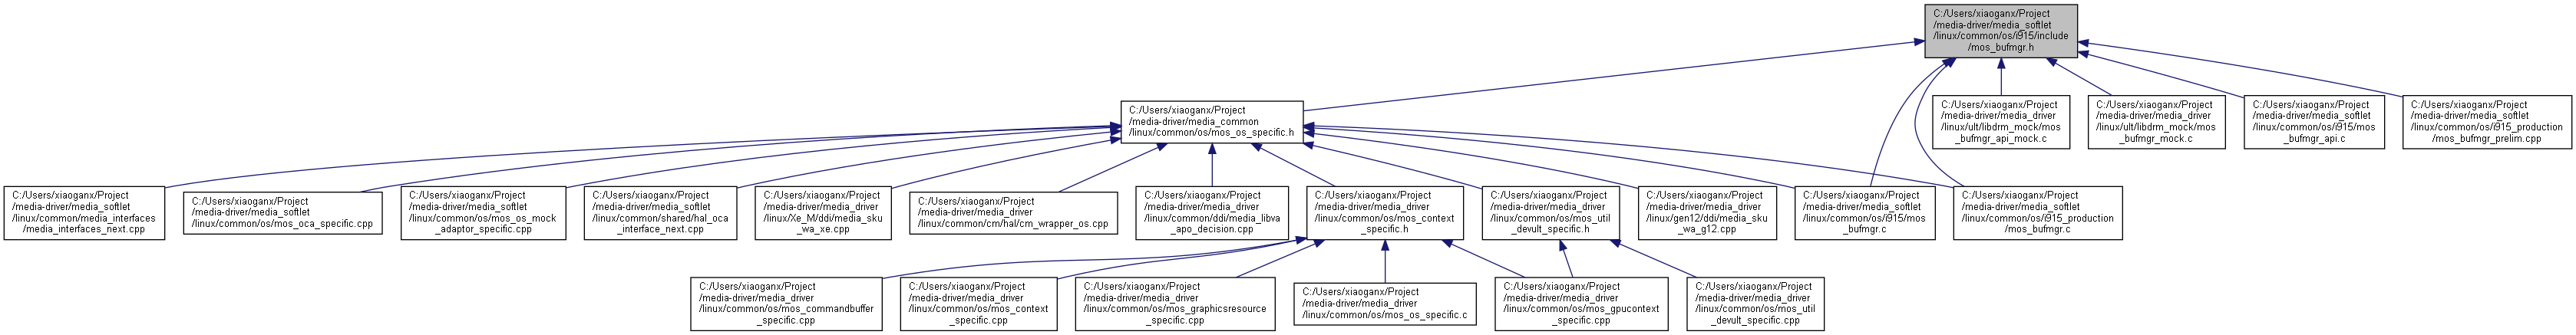 C:/Users/xiaoganx/Project
/media-driver/media_softlet
/linux/common/os/i915/include
/mos_bufmgr.h
C:/Users/xiaoganx/Project
/media-driver/media_common
/linux/common/os/mos_os_specific.h
C:/Users/xiaoganx/Project
/media-driver/media_driver
/linux/ult/libdrm_mock/mos
_bufmgr_api_mock.c
C:/Users/xiaoganx/Project
/media-driver/media_driver
/linux/ult/libdrm_mock/mos
_bufmgr_mock.c
C:/Users/xiaoganx/Project
/media-driver/media_softlet
/linux/common/os/i915/mos
_bufmgr_api.c
C:/Users/xiaoganx/Project
/media-driver/media_softlet
/linux/common/os/i915_production
/mos_bufmgr_prelim.cpp
C:/Users/xiaoganx/Project
/media-driver/media_softlet
/linux/common/media_interfaces
/media_interfaces_next.cpp
C:/Users/xiaoganx/Project
/media-driver/media_softlet
/linux/common/os/mos_oca_specific.cpp
C:/Users/xiaoganx/Project
/media-driver/media_softlet
/linux/common/os/mos_os_mock
_adaptor_specific.cpp
C:/Users/xiaoganx/Project
/media-driver/media_softlet
/linux/common/shared/hal_oca
_interface_next.cpp
C:/Users/xiaoganx/Project
/media-driver/media_driver
/linux/Xe_M/ddi/media_sku
_wa_xe.cpp
C:/Users/xiaoganx/Project
/media-driver/media_driver
/linux/common/cm/hal/cm_wrapper_os.cpp
C:/Users/xiaoganx/Project
/media-driver/media_driver
/linux/common/ddi/media_libva
_apo_decision.cpp
C:/Users/xiaoganx/Project
/media-driver/media_driver
/linux/common/os/mos_context
_specific.h
C:/Users/xiaoganx/Project
/media-driver/media_driver
/linux/common/os/mos_util
_devult_specific.h
C:/Users/xiaoganx/Project
/media-driver/media_driver
/linux/gen12/ddi/media_sku
_wa_g12.cpp
C:/Users/xiaoganx/Project
/media-driver/media_softlet
/linux/common/os/i915/mos
_bufmgr.c
C:/Users/xiaoganx/Project
/media-driver/media_softlet
/linux/common/os/i915_production
/mos_bufmgr.c
C:/Users/xiaoganx/Project
/media-driver/media_driver
/linux/common/os/mos_commandbuffer
_specific.cpp
C:/Users/xiaoganx/Project
/media-driver/media_driver
/linux/common/os/mos_context
_specific.cpp
C:/Users/xiaoganx/Project
/media-driver/media_driver
/linux/common/os/mos_graphicsresource
_specific.cpp
C:/Users/xiaoganx/Project
/media-driver/media_driver
/linux/common/os/mos_os_specific.c
C:/Users/xiaoganx/Project
/media-driver/media_driver
/linux/common/os/mos_gpucontext
_specific.cpp
C:/Users/xiaoganx/Project
/media-driver/media_driver
/linux/common/os/mos_util
_devult_specific.cpp